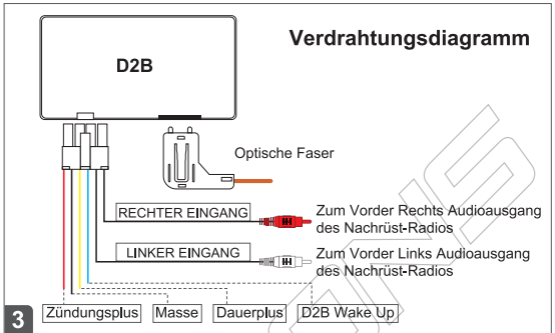 Verdrahtungsdiagramm
D2B
Optische Faser
RECHTER EINGANG
Zum Vorder Rechts Audioausgang
des Nachrüst-Radios
LINKER EINGANG
Zum Vorder Links Audioausgang
des Nachrüst-Radios
3
Zündungsplus
Masse
Dauerplus
D2B Wake Up